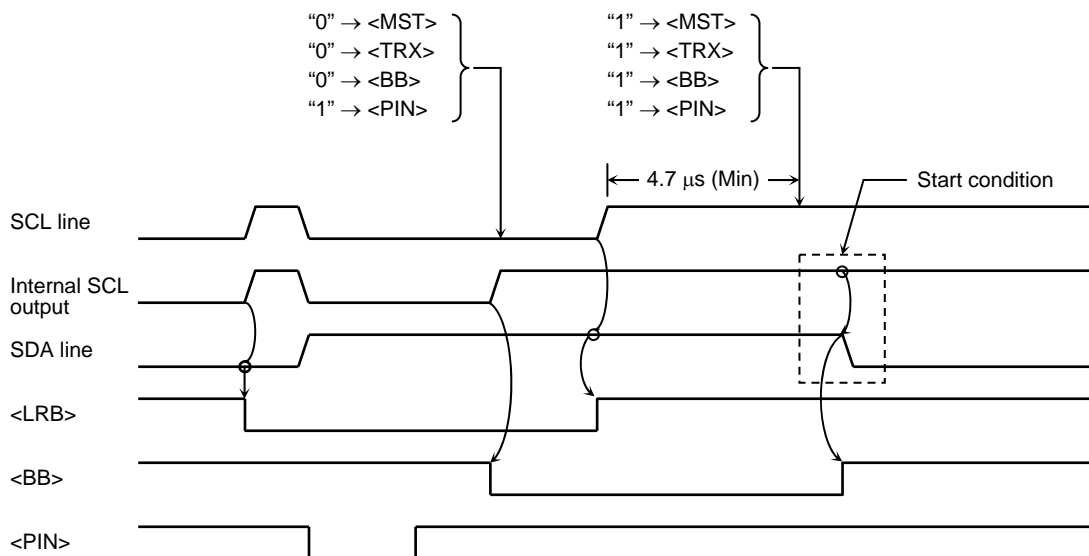 “0” → <MST>
“0” → <TRX>
“0” → <BB>
“1” → <PIN>
“1” → <MST>
“1” → <TRX>
“1” → <BB>
“1” → <PIN>
4.7 μs (Min)
Start condition
SCL line
Internal SCL
output
SDA line
<LRB>
<BB>
<PIN>